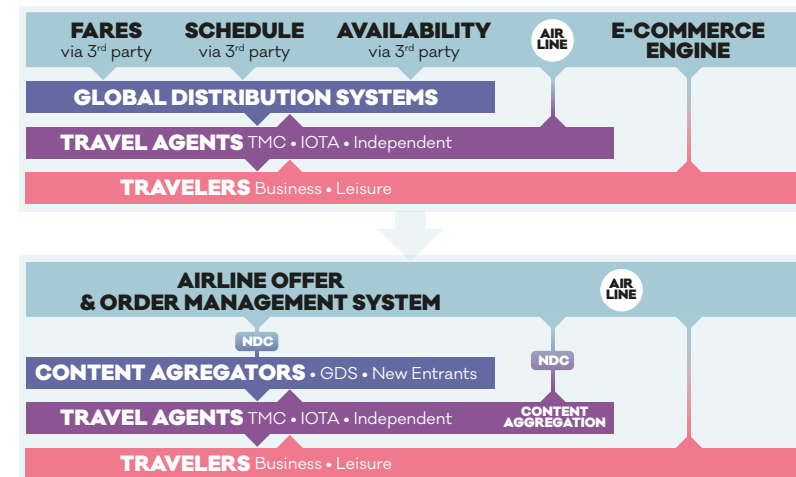 FARES
via 3rd party
SCHEDULE
via 3rd party
AVAILABILITY
via 3rd party
AIR
LINE
E-COMMERCE
ENGINE
GLOBAL DISTRIBUTION SYSTEMS
TRAVEL AGENTS TMC • IOTA • Independent
TRAVELERS Business • Leisure
AIRLINE OFFER
& ORDER MANAGEMENT SYSTEM
AIR
LINE
NDC
NDC
CONTENT AGREGATORS • GDS • New Entrants
TRAVEL AGENTS TMC • IOTA • Independent
CONTENT
AGGREGATION
TRAVELERS Business • Leisure